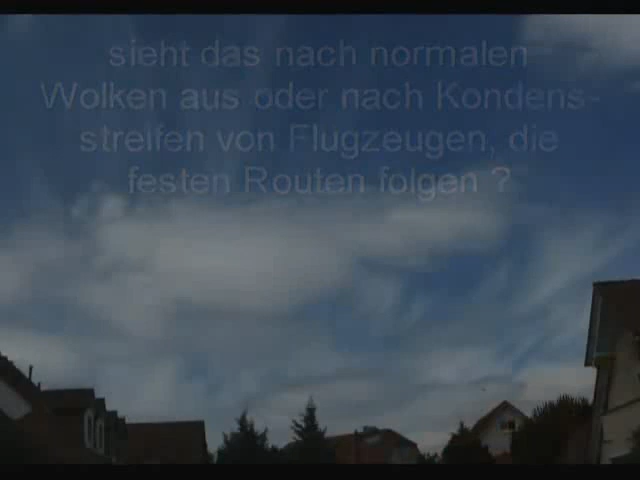 sieht das nach normalen
Wolken aus oder nach Kondens-
streifen von Flugzeugen, die
festen Routen folgen ?